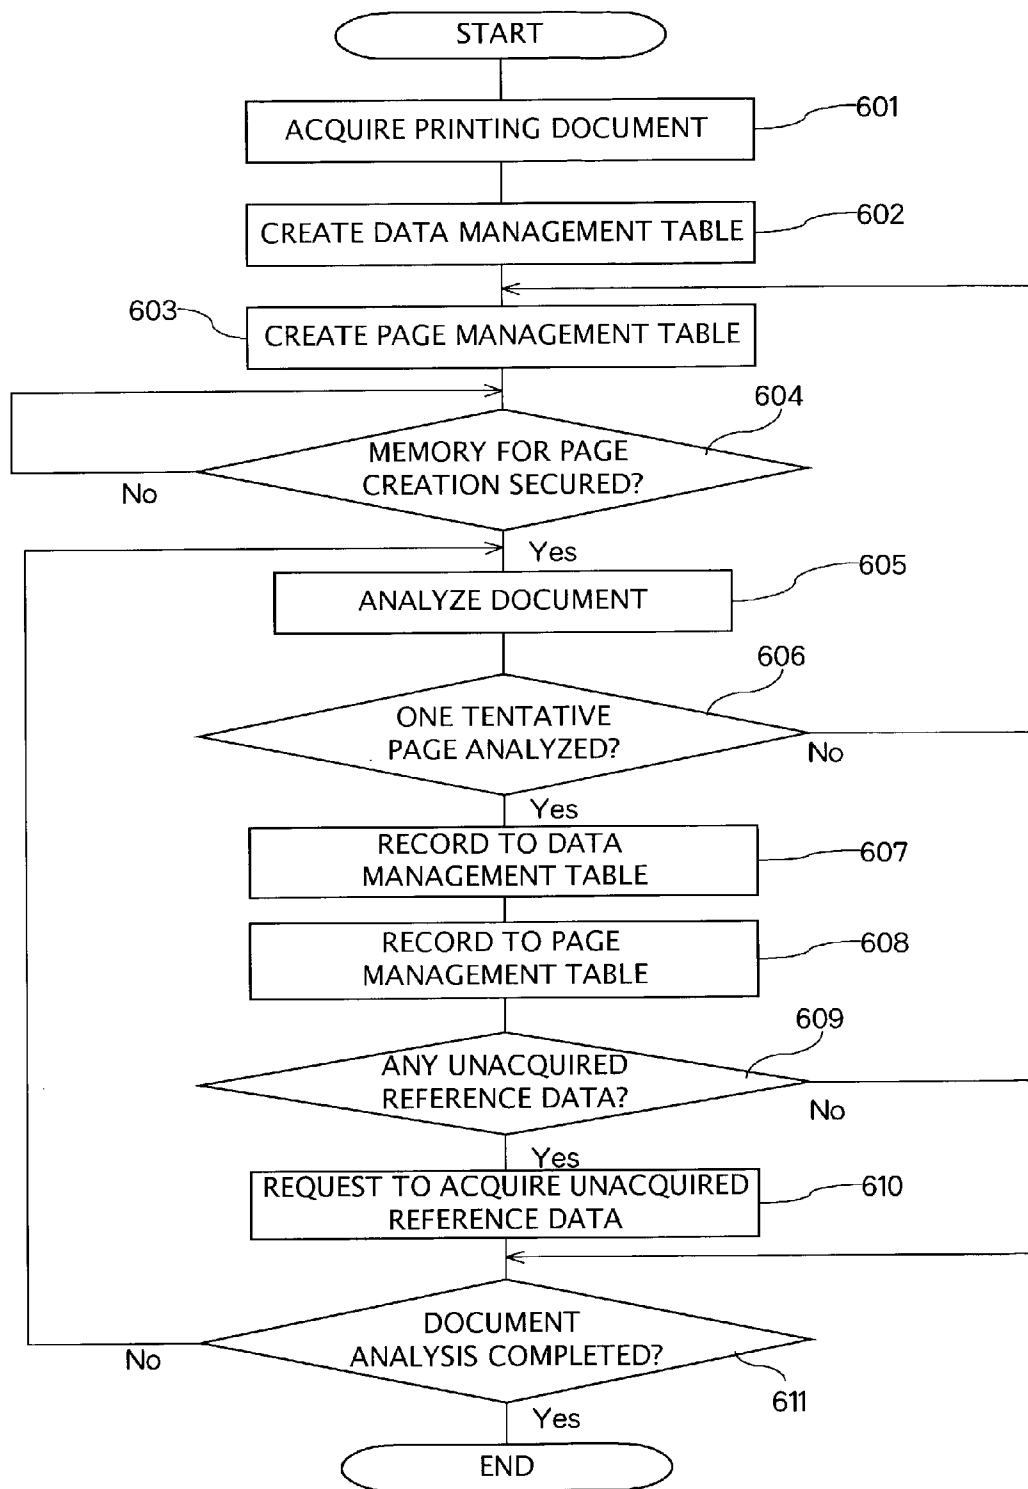 START
ACQUIRE PRINTING DOCUMENT
601
CREATE DATA MANAGEMENT TABLE
602
603
CREATE PAGE MANAGEMENT TABLE
604
MEMORY FOR PAGE
CREATION SECURED?
No
Yes
ANALYZE DOCUMENT
605
606
ONE TENTATIVE
PAGE ANALYZED?
No
Yes
RECORD TO DATA
MANAGEMENT TABLE
607
RECORD TO PAGE
MANAGEMENT TABLE
608
609
ANY UNACQUIRED
REFERENCE DATA?
No
Yes
REQUEST TO ACQUIRE UNACQUIRED
REFERENCE DATA
610
DOCUMENT
ANALYSIS COMPLETED?
No
611
Yes
END